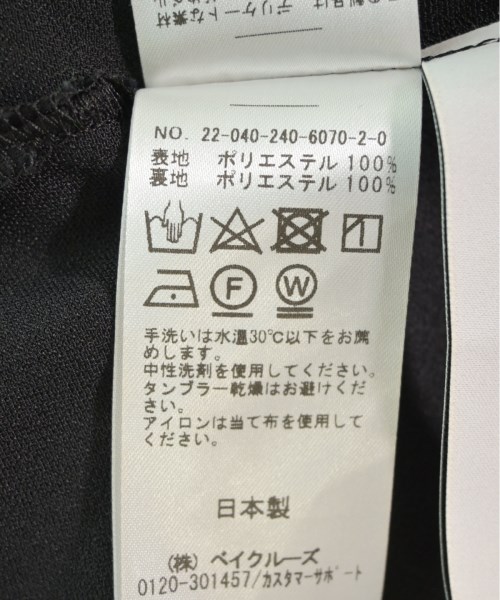 NO. 22-040-240-6070-2-0
表地 ポリエステル 100%
裏地 ポリエステル 100%
F W
手洗いは水温30℃以下をお薦
めします。
中性洗剤を使用してください。
タンブラー乾燥はお避けくだ
さい。
アイロンは当て布を使用して
ください。
日本製
(株) ベイクルーズ
0120-301457/カスタマーサポート